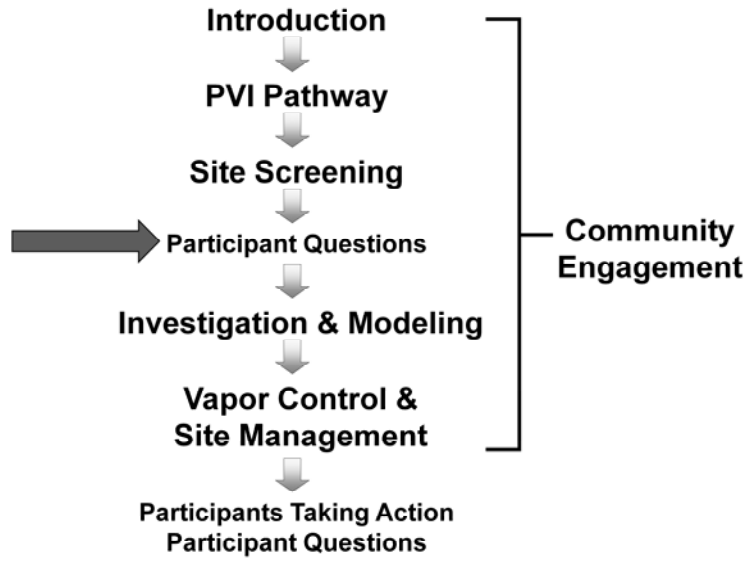 Introduction
PVI Pathway
Site Screening
Participant Questions
Investigation & Modeling
Vapor Control &
Site Management
Participants Taking Action
Participant Questions
Community
Engagement